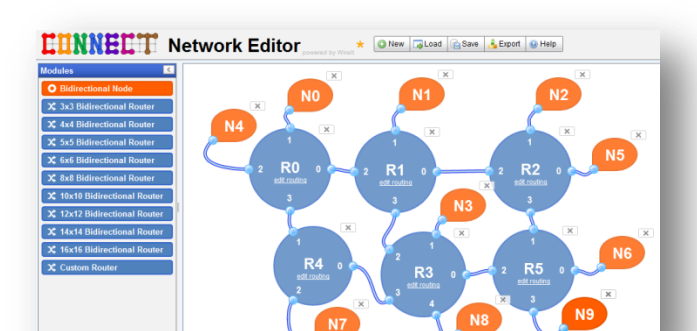 CONNECT Network Editor powered by WireIt New Load Save Export Help
Modules
Bidirectional Node
3x3 Bidirectional Router
4x4 Bidirectional Router
5x5 Bidirectional Router
6x6 Bidirectional Router
8x8 Bidirectional Router
10x10 Bidirectional Router
12x12 Bidirectional Router
14x14 Bidirectional Router
16x16 Bidirectional Router
Custom Router
N0
N1
N2
N4
N5
1
2 R0 0
edit routing
3
1
2 R1 0
edit routing
3
1
2 R2 0
edit routing
3
N3
1
R4 0
edit routing
2
1
2
R3 0
edit routing
3
4
1
2 R5 0
edit routing
3
N6
N7
N8
N9